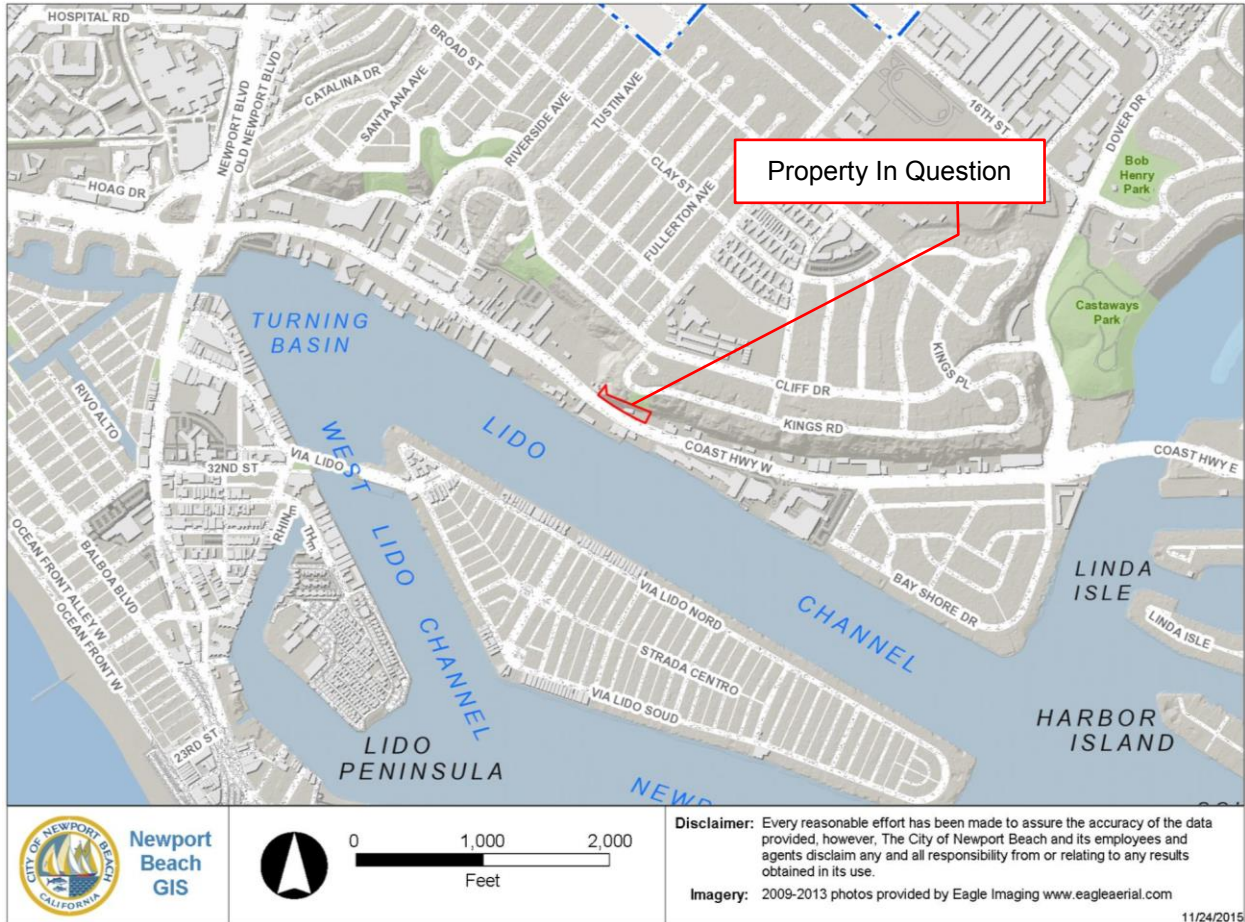 HOSPITAL RD
BROAD ST
CATALINA DR
SANTA ANA AVE
NEWPORT BLVD
OLD NEWPORT BLVD
RIVERSIDE AVE
TUSTIN AVE
16TH ST
DOVER DR
Property In Question
Bob
Henry
Park
HOAG DR
CLAY ST
FULLERTON AVE
Castaways
Park
TURNING
BASIN
KINGS PL
CLIFF DR
KINGS RD
RIVO ALTO
LIDO
CHANNEL
COAST HWY W
COAST HWY E
VIA LIDO
32ND ST
WEST LIDO CHANNEL
RHINE
BALBOA BLVD
OCEAN FRONT ALLEY W
OCEAN FRONT W
VIA LIDO NORD
BAY SHORE DR
LINDA
ISLE
LINDA ISLE
STRADA CENTRO
VIA LIDO SOUD
23RD ST
LIDO
PENINSULA
HARBOR
ISLAND
CITY OF NEWPORT BEACH
CALIFORNIA
Newport
Beach
GIS
0 1,000 2,000
Feet
Disclaimer: Every reasonable effort has been made to assure the accuracy of the data
provided, however, The City of Newport Beach and its employees and
agents disclaim any and all responsibility from or relating to any results
obtained in its use.
Imagery: 2009-2013 photos provided by Eagle Imaging www.eagleaerial.com